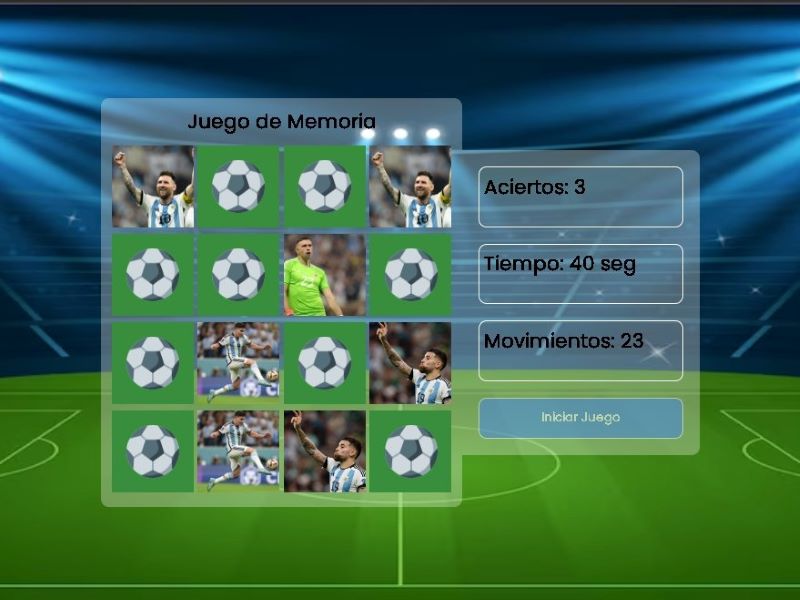 Juego de Memoria
Aciertos: 3
Tiempo: 40 seg
Movimientos: 23
Iniciar Juego